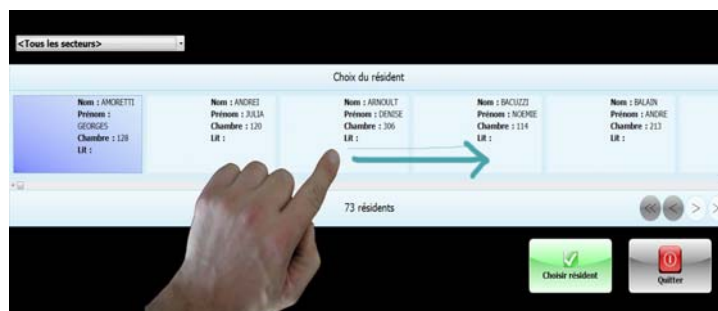 <Tous les secteurs>
Choix du résident
Nom : AMORETTI
Prénom :
GEORGES
Chambre : 128
Lit :
Nom : ANDREI
Prénom : JULIA
Chambre : 120
Lit :
Nom : ARNOULT
Prénom : DENISE
Chambre : 306
Lit :
Nom : BACUZZI
Prénom : NOEMIE
Chambre : 114
Lit :
Nom : BALAIN
Prénom : ANDRE
Chambre : 213
Lit :
73 résidents
Choisir résident
Quitter